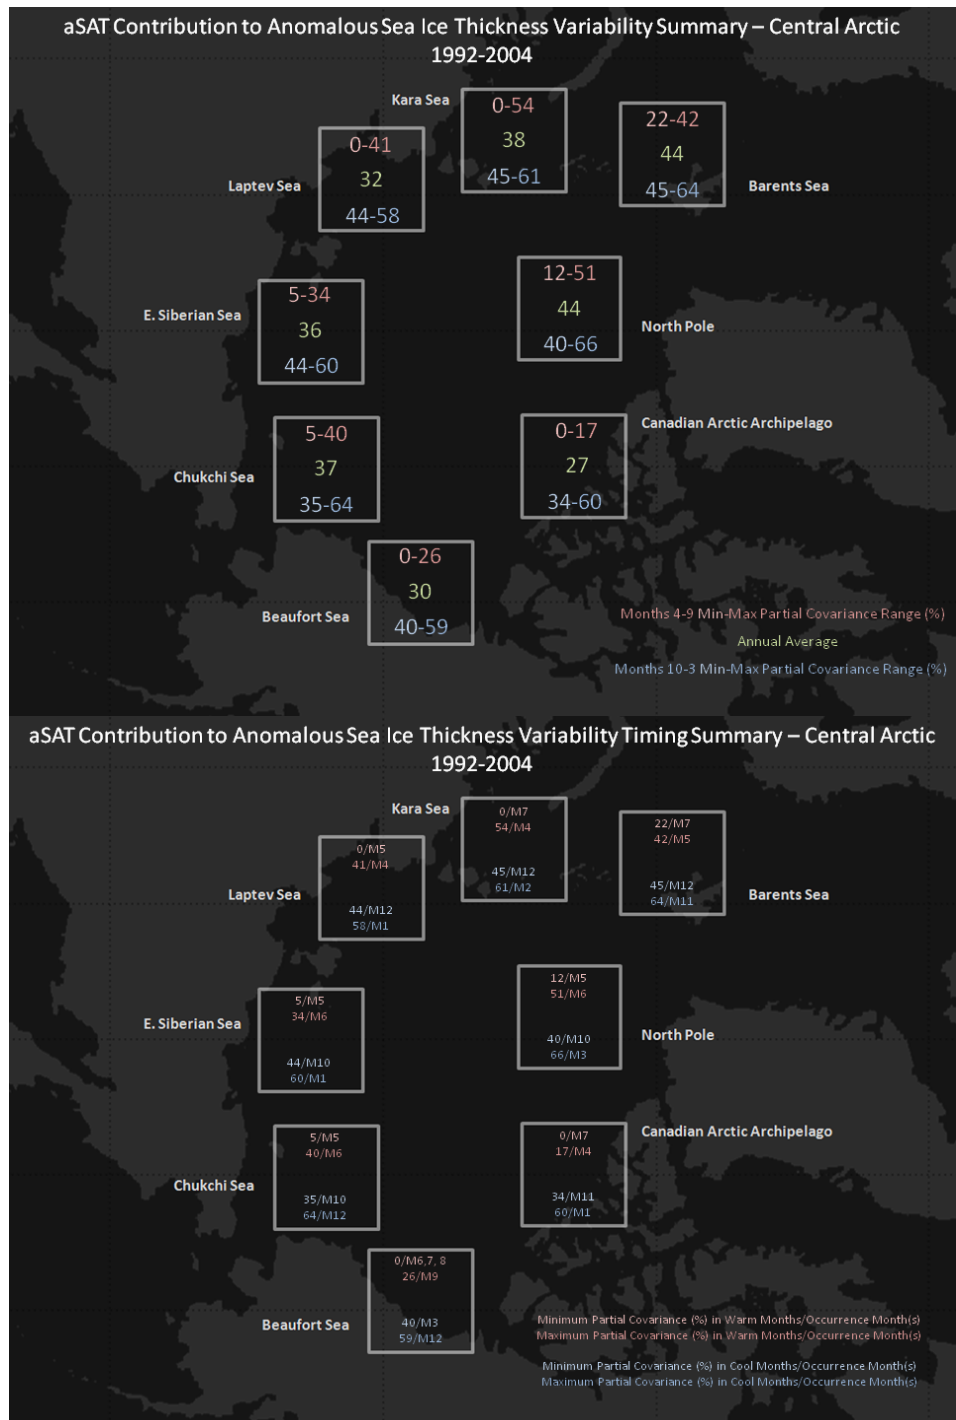 aSAT Contribution to Anomalous Sea Ice Thickness Variability Summary – Central Arctic
1992-2004
Kara Sea
0-54
38
45-61
22-42
44
45-64
Barents Sea
Laptev Sea
0-41
32
44-58
E. Siberian Sea
5-34
36
44-60
12-51
44
40-66
North Pole
Chukchi Sea
5-40
37
35-64
0-17
27
34-60
Canadian Arctic Archipelago
Beaufort Sea
0-26
30
40-59
Months 4-9 Min-Max Partial Covariance Range (%)
Annual Average
Months 10-3 Min-Max Partial Covariance Range (%)
aSAT Contribution to Anomalous Sea Ice Thickness Variability Timing Summary – Central Arctic
1992-2004
Kara Sea
0/M7
54/M4
45/M12
61/M2
22/M7
42/M5
45/M12
64/M11
Barents Sea
Laptev Sea
0/M5
41/M4
44/M12
58/M1
E. Siberian Sea
5/M5
34/M6
44/M10
60/M1
12/M5
51/M6
40/M10
66/M3
North Pole
Chukchi Sea
5/M5
40/M6
35/M10
64/M12
0/M7
17/M4
34/M11
60/M1
Canadian Arctic Archipelago
Beaufort Sea
0/M6,7, 8
26/M9
40/M3
59/M12
Minimum Partial Covariance (%) in Warm Months/Occurrence Month(s)
Maximum Partial Covariance (%) in Warm Months/Occurrence Month(s)
Minimum Partial Covariance (%) in Cool Months/Occurrence Month(s)
Maximum Partial Covariance (%) in Cool Months/Occurrence Month(s)